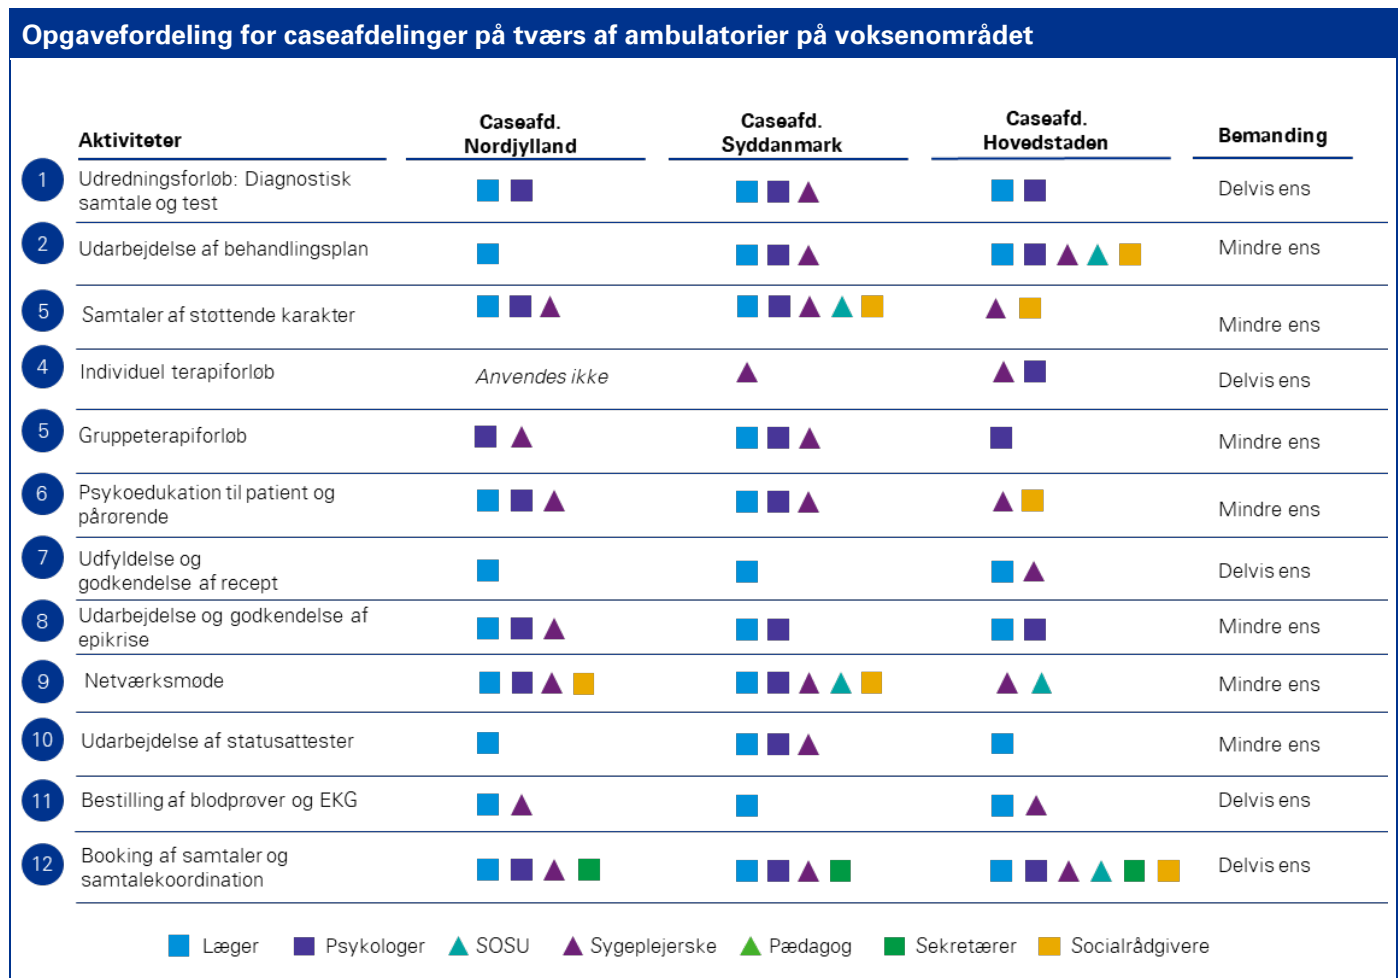 Opgavefordeling for caseafdelinger på tværs af ambulatorier på voksenområdet
Aktiviteter
Caseafd.
Nordjylland
Caseafd.
Syddanmark
Caseafd.
Hovedstaden
Bemanding
1
Udredningsforløb: Diagnostisk
samtale og test
Delvis ens
2
Udarbejdelse af behandlingsplan
Mindre ens
5
Samtaler af støttende karakter
Mindre ens
4
Individuel terapiforløb
Anvendes ikke
Delvis ens
5
Gruppeterapiforløb
Mindre ens
6
Psykoedukation til patient og
pårørende
Mindre ens
7
Udfyldelse og
godkendelse af recept
Delvis ens
8
Udarbejdelse og godkendelse af
epikrise
Mindre ens
9
Netværksmøde
Mindre ens
10
Udarbejdelse af statusattester
Mindre ens
11
Bestilling af blodprøver og EKG
Delvis ens
12
Booking af samtaler og
samtalekoordination
Delvis ens
Læger Psykologer SOSU Sygeplejerske Pædagog Sekretærer Socialrådgivere